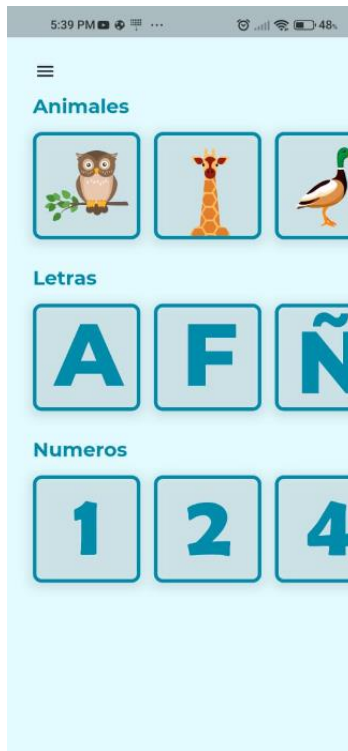 5:39 PM ... 48%
Animales
Letras
A F Ñ
Numeros
1 2 4